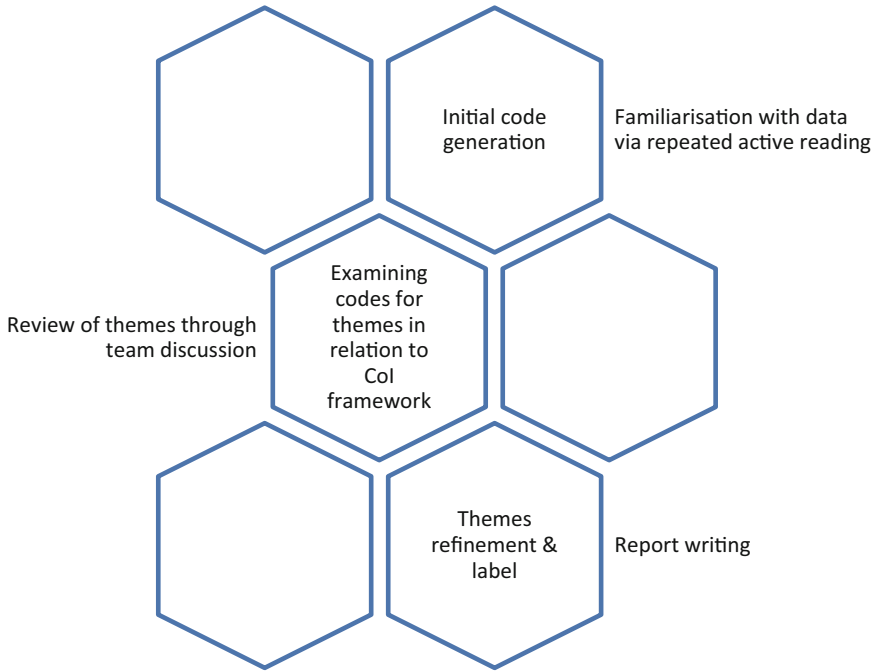 Initial code
generation
Familiarisation with data
via repeated active reading
Review of themes through
team discussion
Examining
codes for
themes in
relation to
CoI
framework
Themes
refinement &
label
Report writing